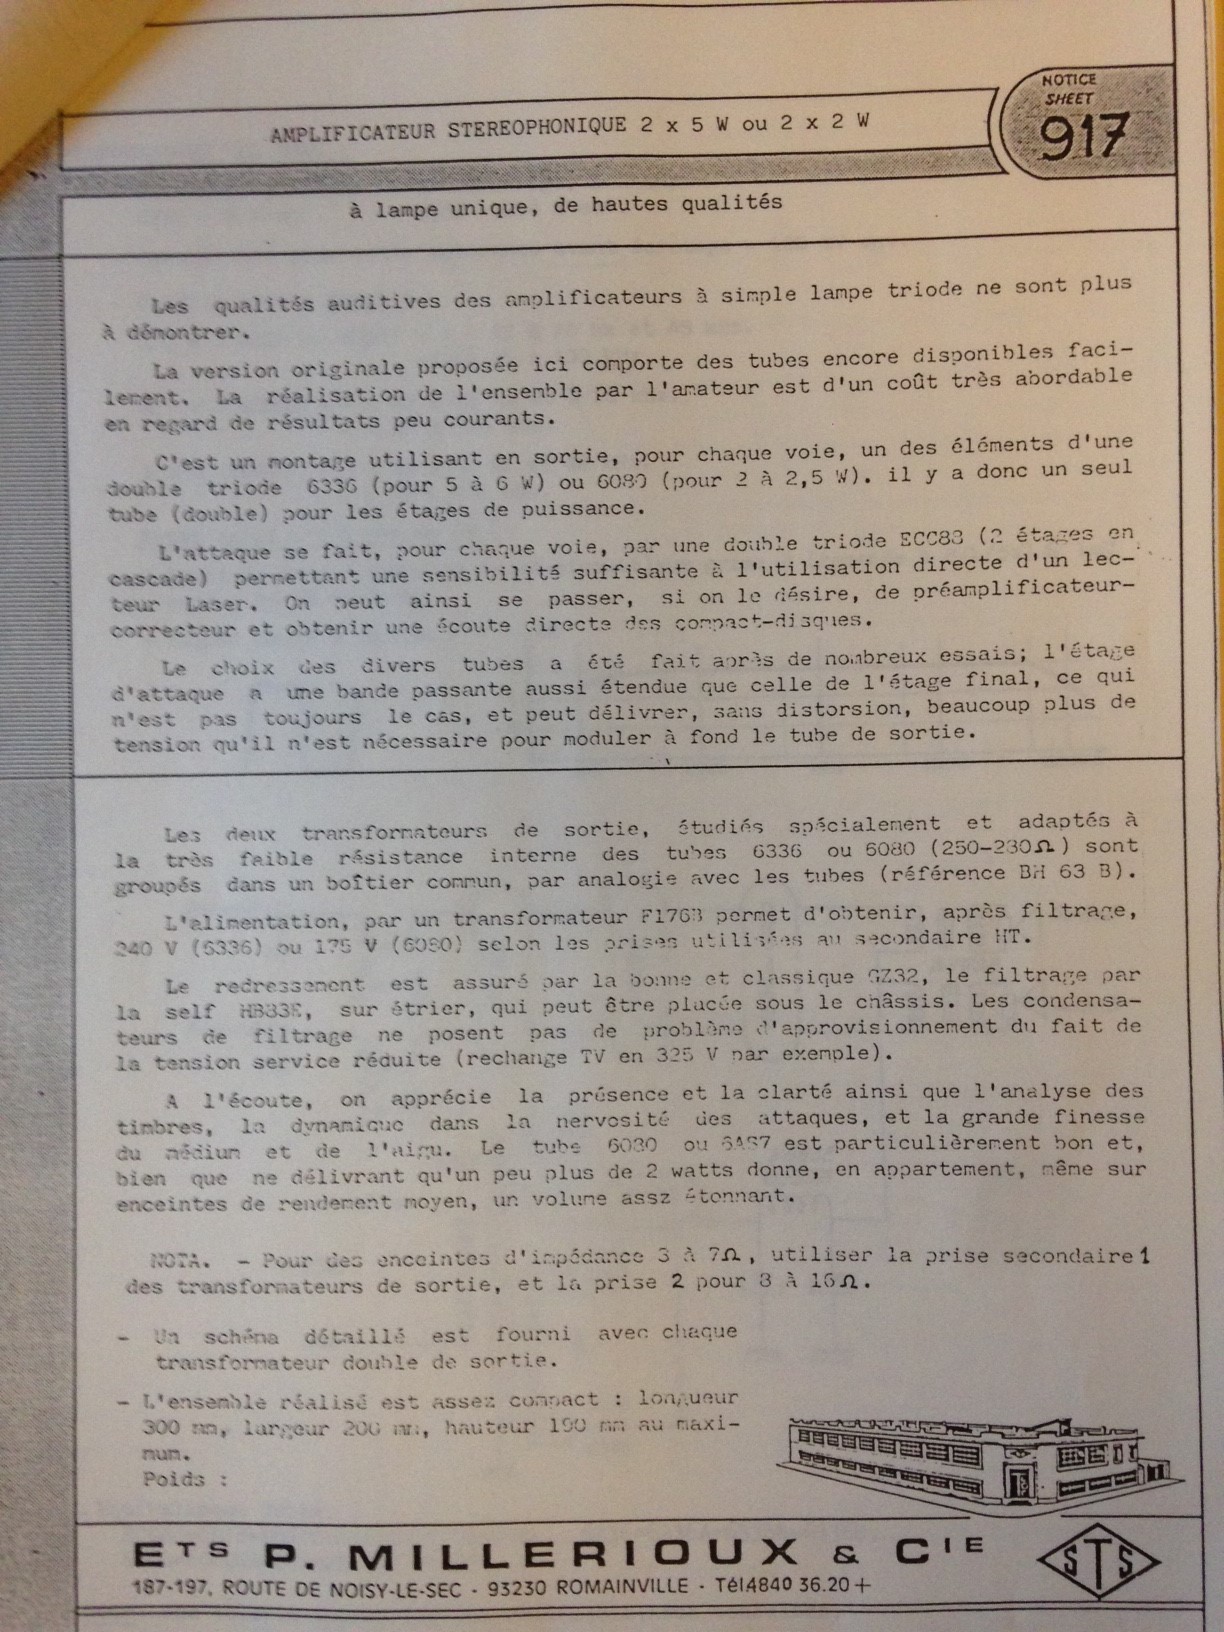 NOTICE
SHEET
917
AMPLIFICATEUR STEREOPHONIQUE 2 x 5 W ou 2 x 2 W
à lampe unique, de hautes qualités
Les qualités auditives des amplificateurs à simple lampe triode ne sont plus
à démontrer.
La version originale proposée ici comporte des tubes encore disponibles faci-
lement. La réalisation de l'ensemble par l'amateur est d'un coût très abordable
en regard de résultats peu courants.
C'est un montage utilisant en sortie, pour chaque voie, un des éléments d'une
double triode 6336 (pour 5 à 6 W) ou 6080 (pour 2 à 2,5 W). il y a donc un seul
tube (double) pour les étages de puissance.
L'attaque se fait, pour chaque voie, par une double triode ECC83 (2 étages en
cascade) permettant une sensibilité suffisante à l'utilisation directe d'un lec-
teur Laser. On peut ainsi se passer, si on le désire, de préamplificateur-
correcteur et obtenir une écoute directe des compact-disques.
Le choix des divers tubes a été fait après de nombreux essais; l'étage
d'attaque a une bande passante aussi étendue que celle de l'étage final, ce qui
n'est pas toujours le cas, et peut délivrer, sans distorsion, beaucoup plus de
tension qu'il n'est nécessaire pour moduler à fond le tube de sortie.
Les deux transformateurs de sortie, étudiés spécialement et adaptés à
la très faible résistance interne des tubes 6336 ou 6080 (250-280Ω) sont
groupés dans un boîtier commun, par analogie avec les tubes (référence BH 63 B).
L'alimentation, par un transformateur F176B permet d'obtenir, après filtrage,
240 V (6336) ou 175 V (6080) selon les prises utilisées au secondaire HT.
Le redressement est assuré par la bonne et classique GZ32, le filtrage par
la self HB83E, sur étrier, qui peut être placée sous le châssis. Les condensa-
teurs de filtrage ne posent pas de problème d'approvisionnement du fait de
la tension service réduite (rechange TV en 325 V par exemple).
A l'écoute, on apprécie la présence et la clarté ainsi que l'analyse des
timbres, la dynamique dans la nervosité des attaques, et la grande finesse
du médium et de l'aigu. Le tube 6080 ou 6AS7 est particulièrement bon et,
bien que ne délivrant qu'un peu plus de 2 watts donne, en appartement, même sur
enceintes de rendement moyen, un volume assz étonnant.
NOTA. - Pour des enceintes d'impédance 3 à 7Ω, utiliser la prise secondaire 1
des transformateurs de sortie, et la prise 2 pour 8 à 16Ω.
- Un schéma détaillé est fourni avec chaque
transformateur double de sortie.
- L'ensemble réalisé est assez compact : longueur
300 mm, largeur 200 mm, hauteur 190 mm au maxi-
mum.
Poids :
ETS P. MILLERIOUX & CIE
187-197, ROUTE DE NOISY-LE-SEC - 93230 ROMAINVILLE - Tél 4840 36.20+
STS